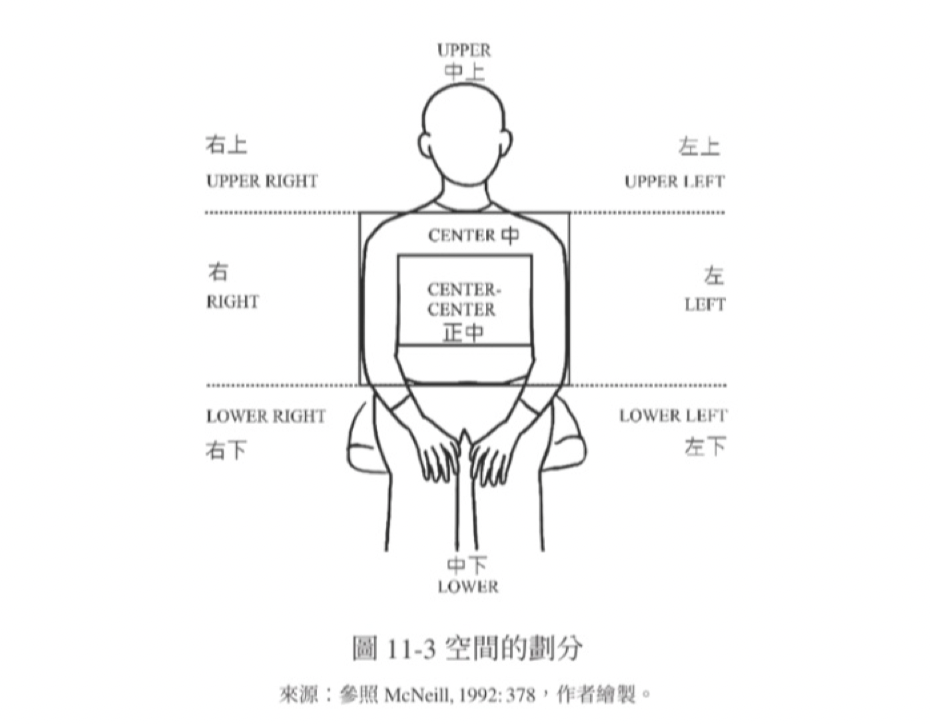 UPPER
中上
右上
左上
UPPER RIGHT
UPPER LEFT
CENTER 中
右
左
RIGHT
LEFT
CENTER-
CENTER
正中
LOWER RIGHT
LOWER LEFT
右下
左下
中下
LOWER
圖 11-3 空間的劃分
來源：參照 McNeill, 1992: 378，作者繪製。